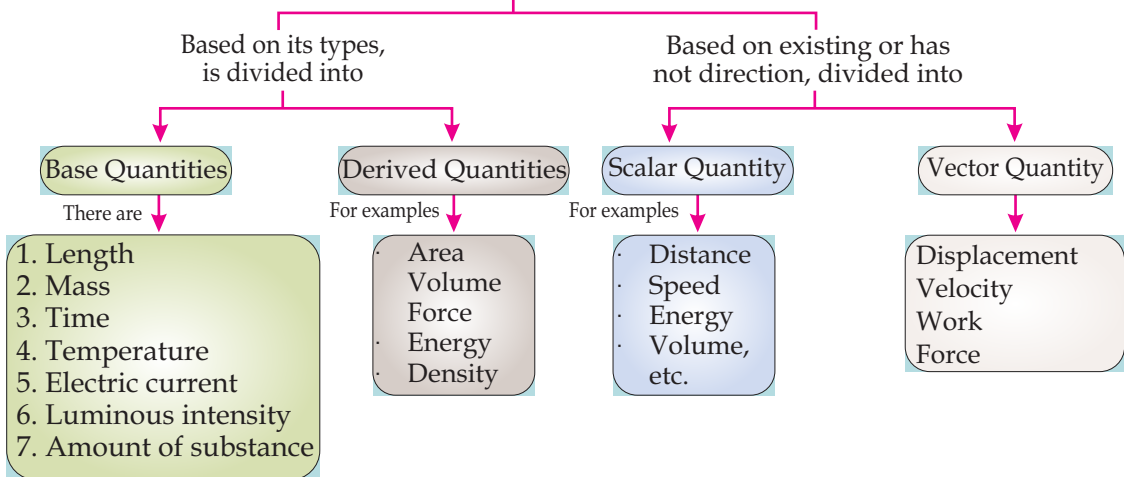 Based on its types,
is divided into
Based on existing or has
not direction, divided into
Base Quantities
Derived Quantities
Scalar Quantity
Vector Quantity
There are
For examples
For examples
1. Length
2. Mass
3. Time
4. Temperature
5. Electric current
6. Luminous intensity
7. Amount of substance
· Area
Volume
Force
· Energy
· Density
· Distance
· Speed
· Energy
· Volume,
etc.
Displacement
Velocity
Work
Force